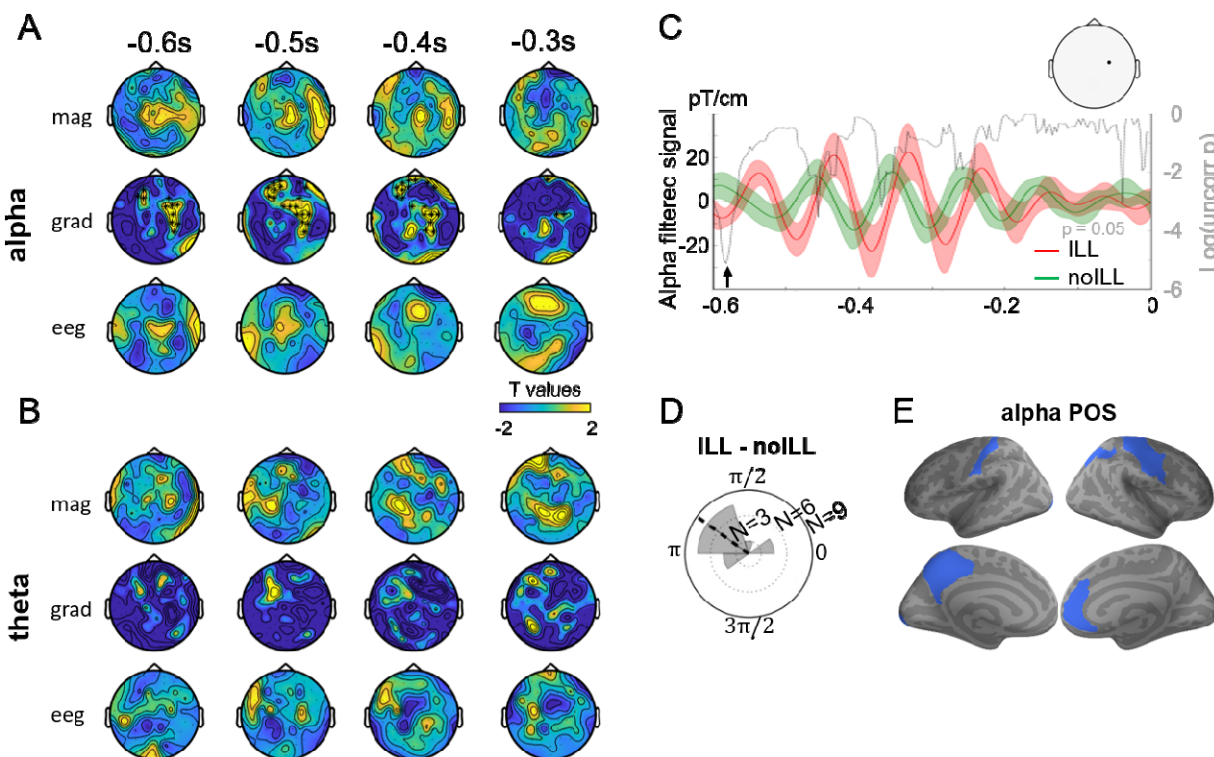 A
-0.6s -0.5s -0.4s -0.3s
mag
alpha
grad
eeg
T values
-2 2
B
mag
theta
grad
eeg
C
pT/cm
Alpha filterec signal
20
0
-20
-0.6 -0.4 -0.2 0
p = 0.05
ILL
noILL
0
-2
-4
-6
Log(uncorr p)
D
ILL - noILL
π/2
π
0
3π/2
N=3 N=6 N=9
E
alpha POS